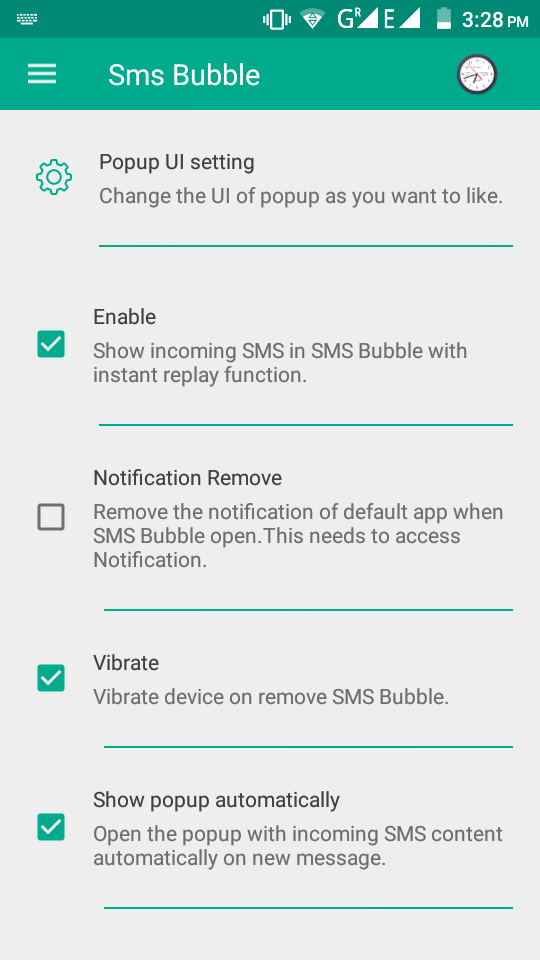 G R E 3:28 PM
Sms Bubble
Popup UI setting
Change the UI of popup as you want to like.
Enable
Show incoming SMS in SMS Bubble with
instant replay function.
Notification Remove
Remove the notification of default app when
SMS Bubble open.This needs to access
Notification.
Vibrate
Vibrate device on remove SMS Bubble.
Show popup automatically
Open the popup with incoming SMS content
automatically on new message.